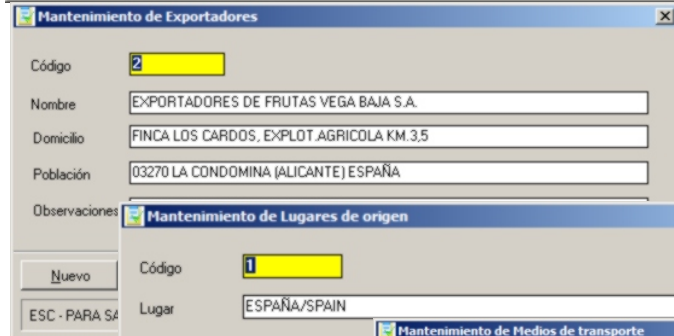 Mantenimiento de Exportadores
Código 2
Nombre EXPORTADORES DE FRUTAS VEGA BAJA S.A.
Domicilio FINCA LOS CARDOS, EXPLOT.AGRICOLA KM.3,5
Población 03270 LA CONDOMINA (ALICANTE) ESPAÑA
Observaciones
Mantenimiento de Lugares de origen
Código 1
Nuevo
Lugar ESPAÑA/SPAIN
ESC - PARA SA
Mantenimiento de Medios de transporte